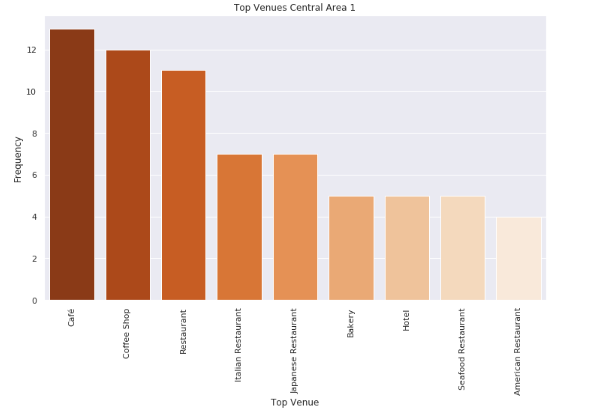 Top Venues Central Area 1
Frequency
12
10
8
6
4
2
0
Café
Coffee Shop
Restaurant
Italian Restaurant
Japanese Restaurant
Bakery
Hotel
Seafood Restaurant
American Restaurant
Top Venue